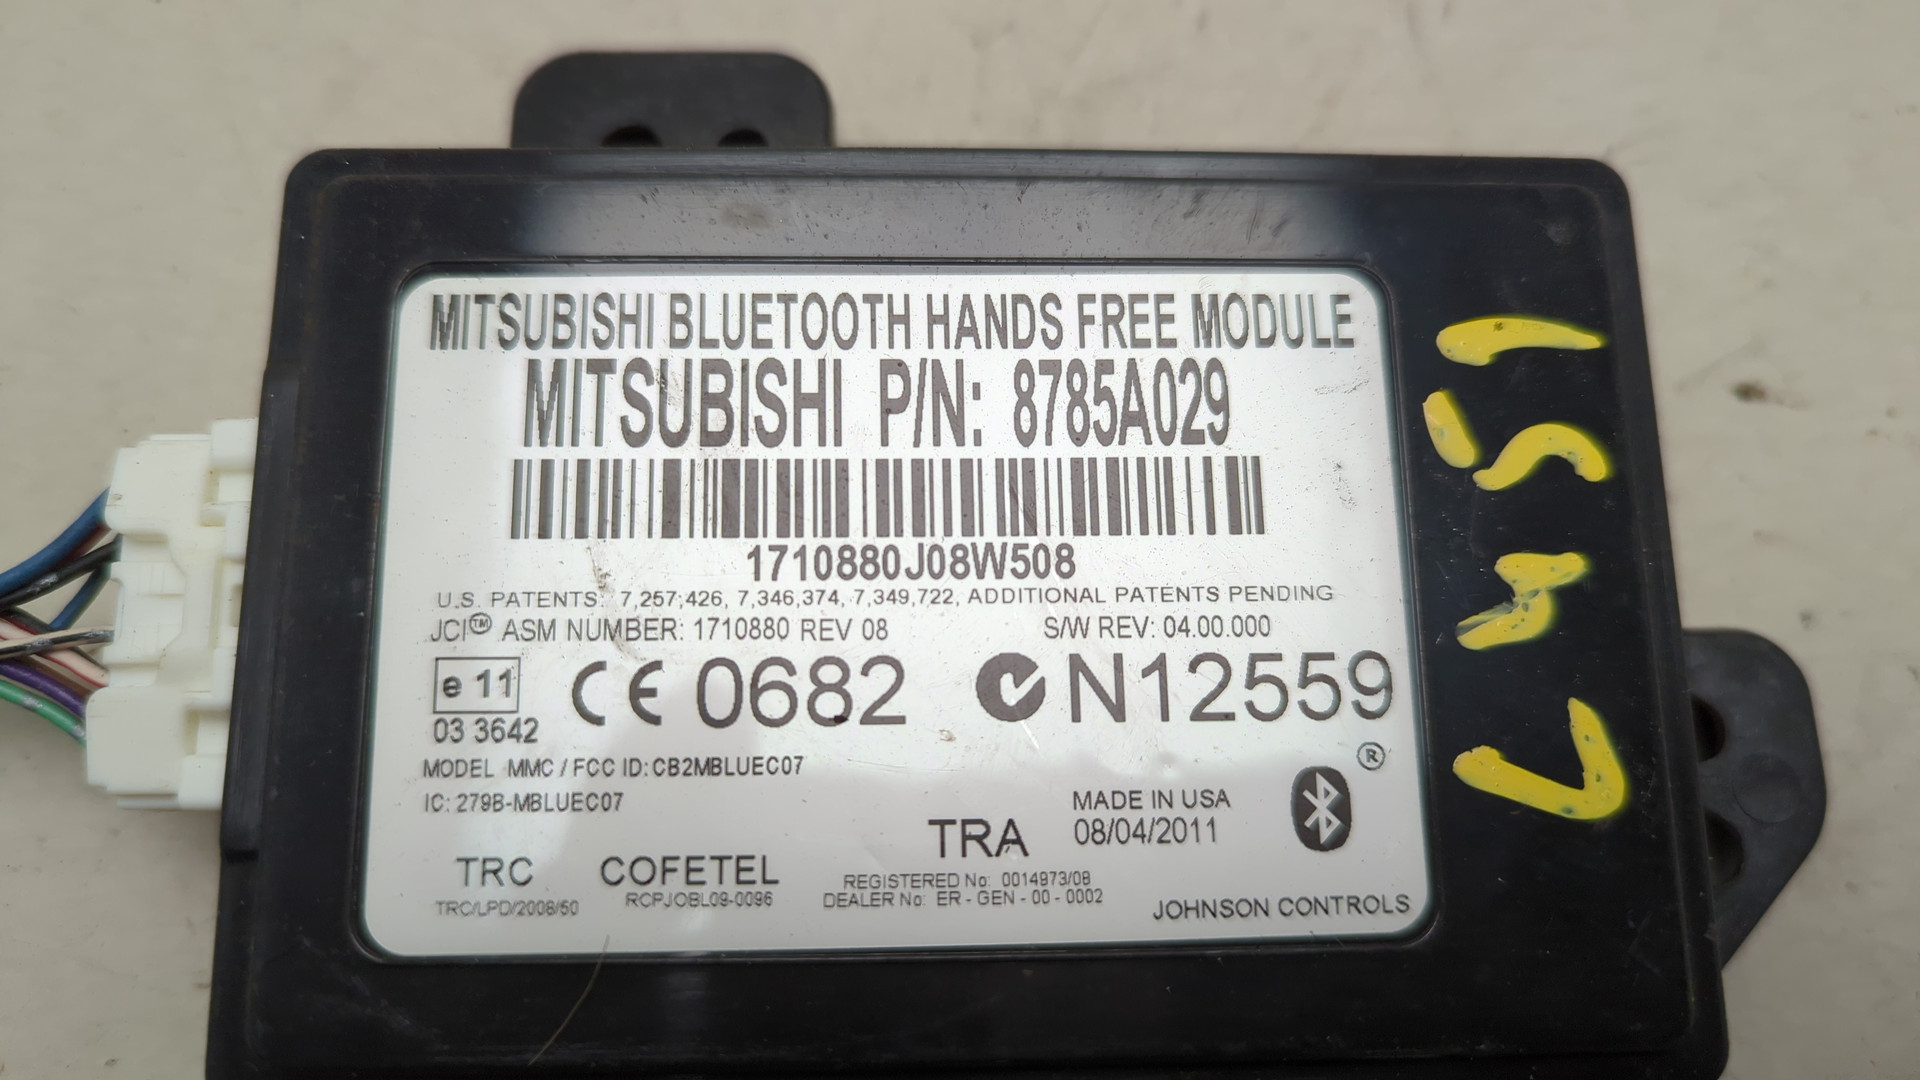 MITSUBISHI BLUETOOTH HANDS FREE MODULE
MITSUBISHI P/N: 8785A029
1710880J08W508
U.S. PATENTS: 7,257,426, 7,346,374, 7,349,722, ADDITIONAL PATENTS PENDING
JCI™ ASM NUMBER: 1710880 REV 08 S/W REV: 04.00.000
e 11 CE 0682 N12559
03 3642
MODEL MMC / FCC ID: CB2MBLUEC07
IC: 279B-MBLUEC07
MADE IN USA
08/04/2011
®
TRC COFETEL TRA
TRC/LPD/2008/50 RCPJOBL09-0096
REGISTERED No: 0014973/08
DEALER No: ER - GEN - 00 - 0002
JOHNSON CONTROLS